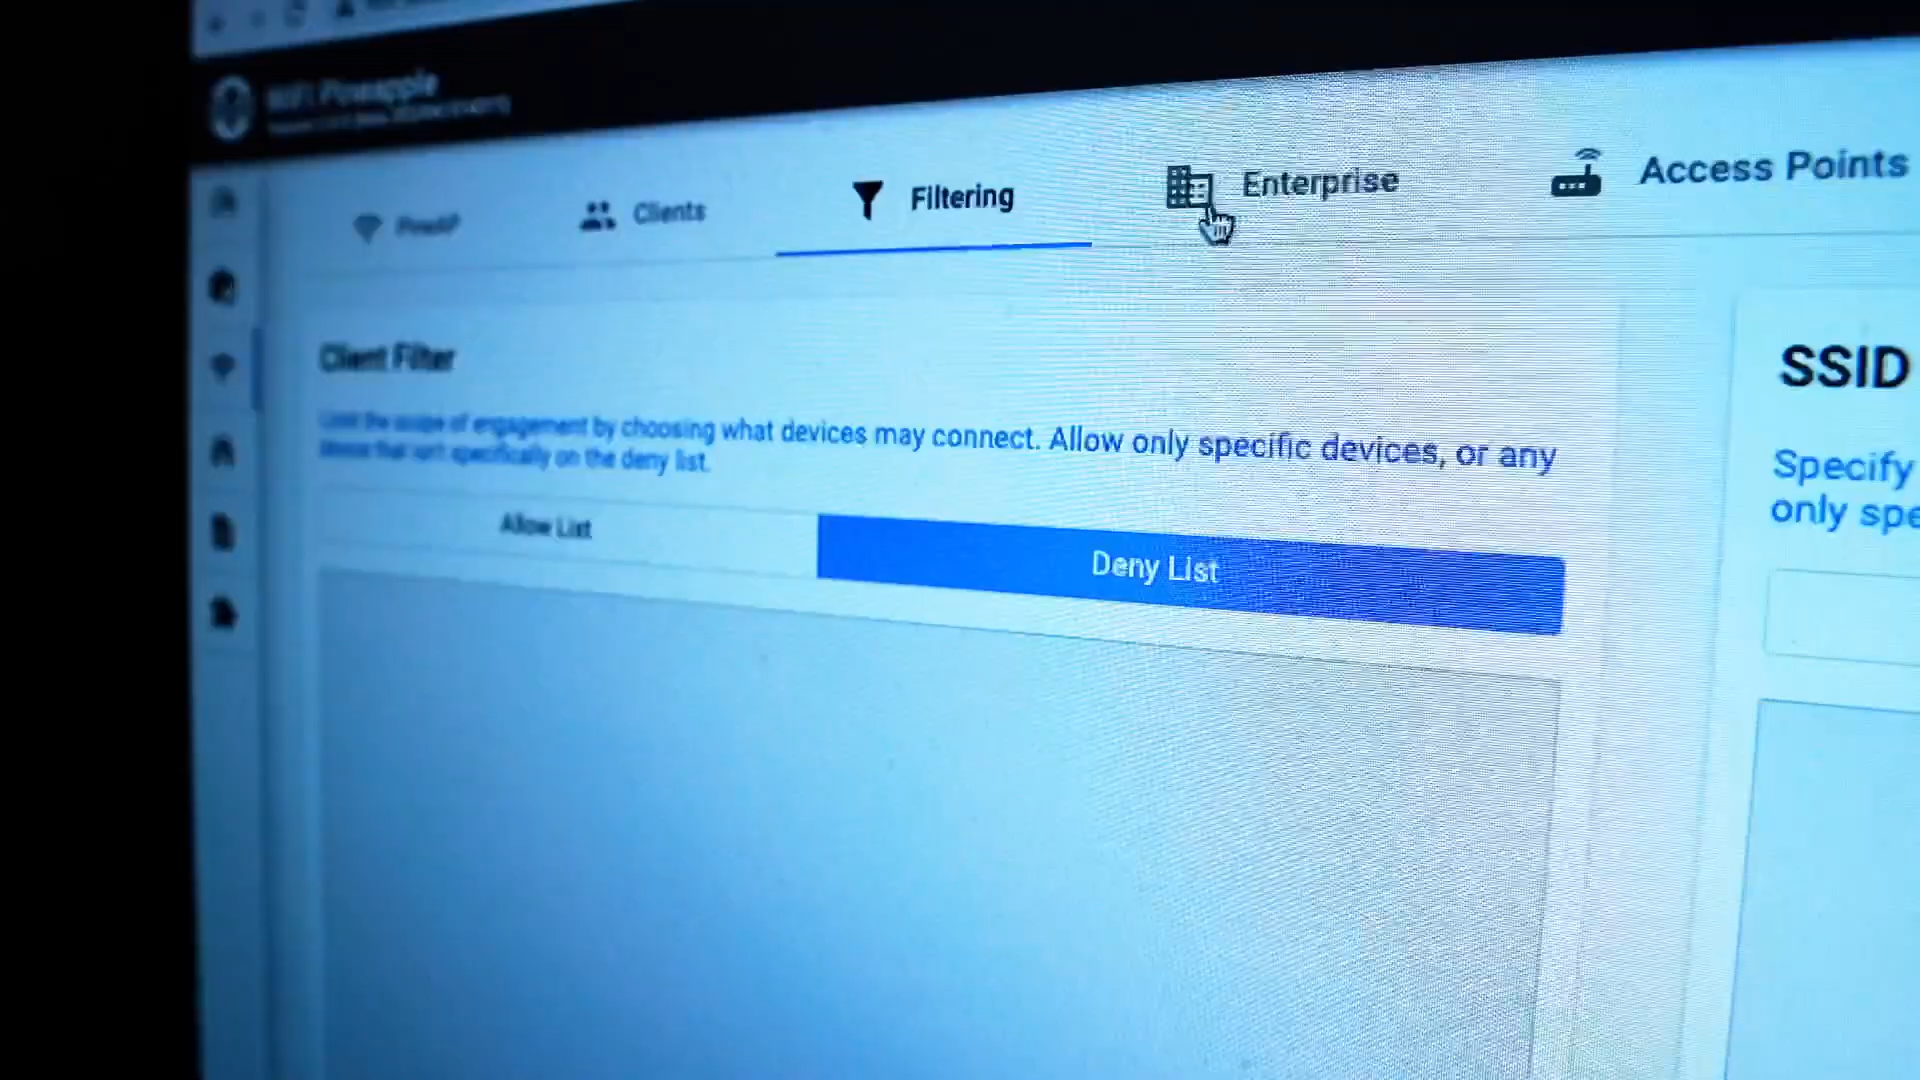 WiFi Pineapple
PineAP
Clients
Filtering
Enterprise
Access Points
Client Filter
Limit the scope of engagement by choosing what devices may connect. Allow only specific devices, or any
device that isn't specifically on the deny list.
Allow List
Deny List
SSID
Specify
only spe